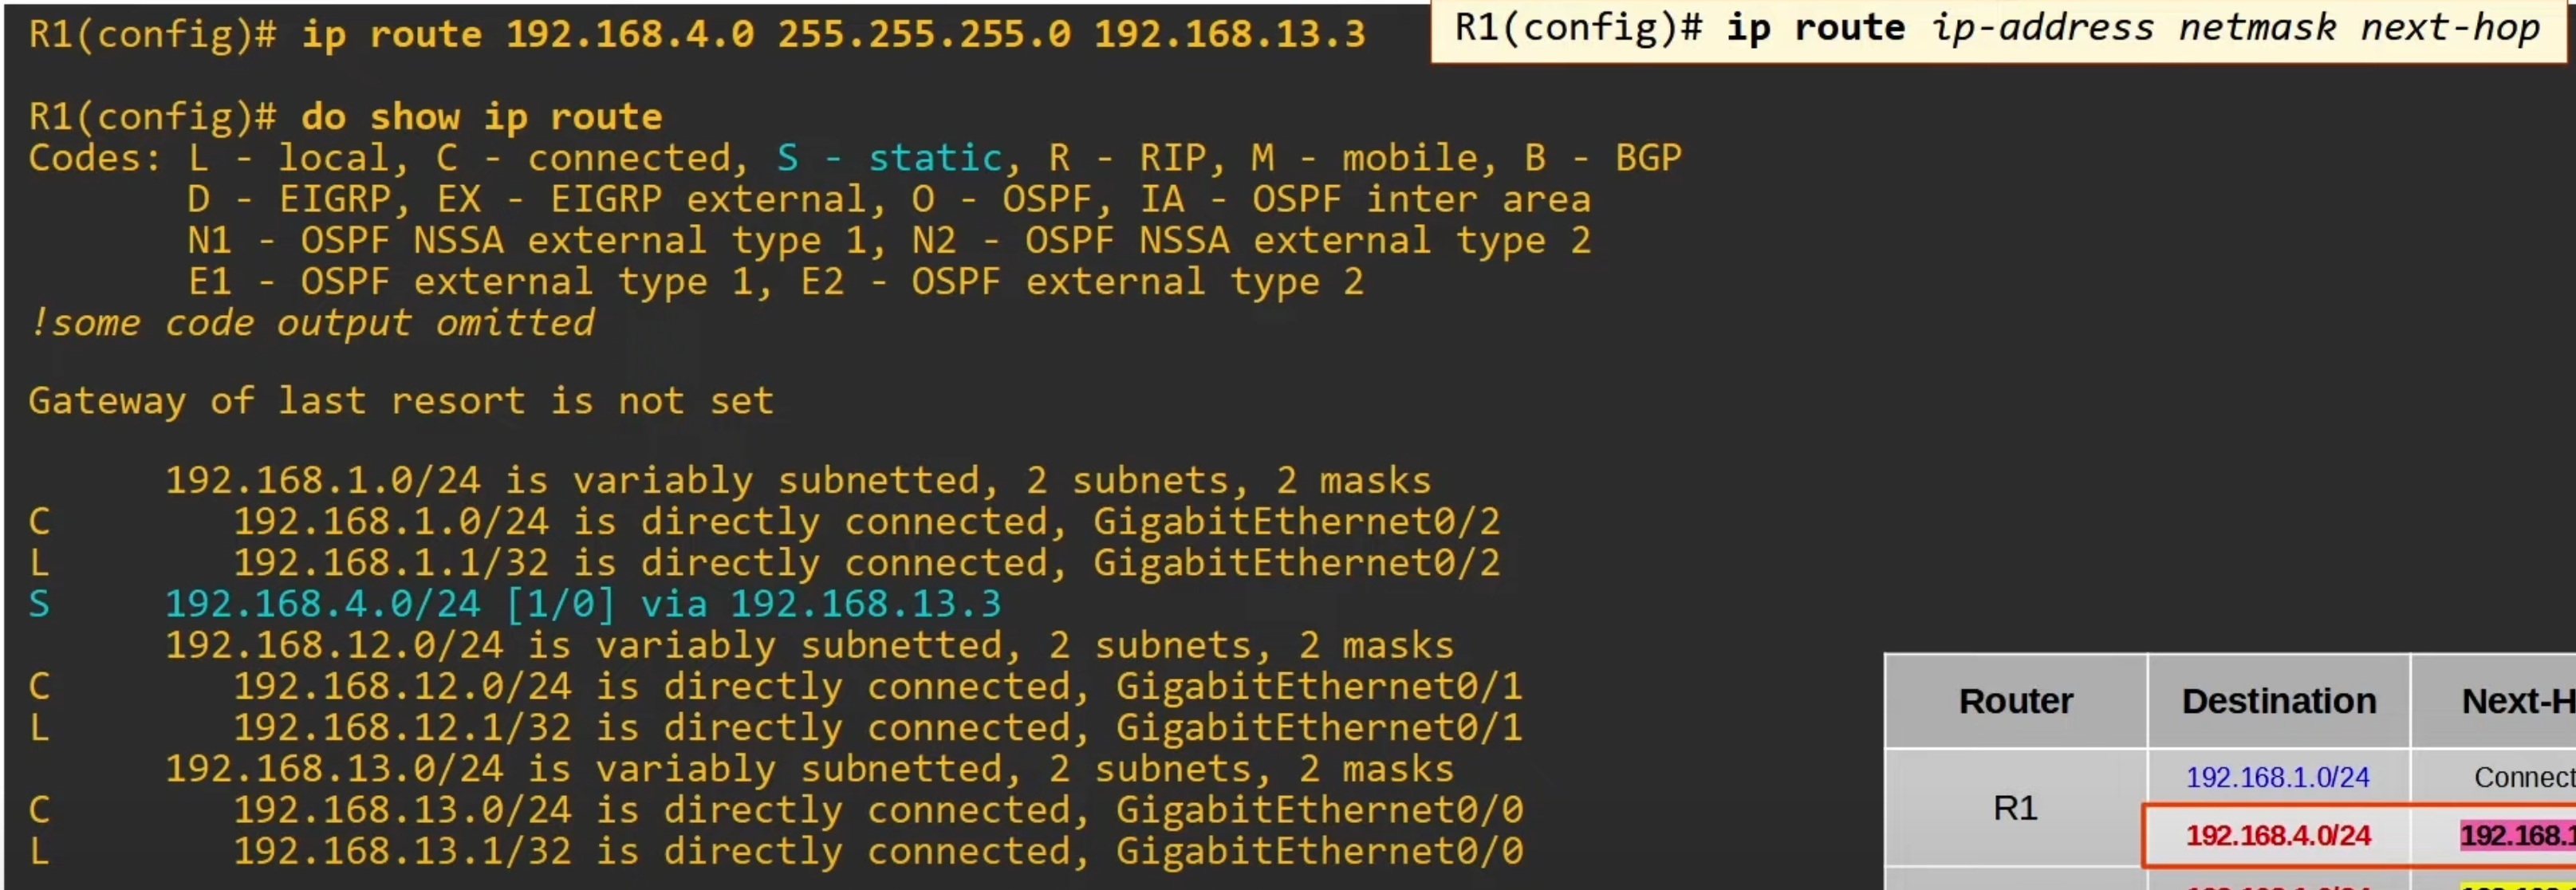 R1(config)# ip route 192.168.4.0 255.255.255.0 192.168.13.3
R1(config)# ip route ip-address netmask next-hop
R1(config)# do show ip route
Codes: L - local, C - connected, S - static, R - RIP, M - mobile, B - BGP
D - EIGRP, EX - EIGRP external, O - OSPF, IA - OSPF inter area
N1 - OSPF NSSA external type 1, N2 - OSPF NSSA external type 2
E1 - OSPF external type 1, E2 - OSPF external type 2
!some code output omitted
Gateway of last resort is not set
192.168.1.0/24 is variably subnetted, 2 subnets, 2 masks
C 192.168.1.0/24 is directly connected, GigabitEthernet0/2
L 192.168.1.1/32 is directly connected, GigabitEthernet0/2
S 192.168.4.0/24 [1/0] via 192.168.13.3
192.168.12.0/24 is variably subnetted, 2 subnets, 2 masks
C 192.168.12.0/24 is directly connected, GigabitEthernet0/1
L 192.168.12.1/32 is directly connected, GigabitEthernet0/1
192.168.13.0/24 is variably subnetted, 2 subnets, 2 masks
C 192.168.13.0/24 is directly connected, GigabitEthernet0/0
L 192.168.13.1/32 is directly connected, GigabitEthernet0/0
Router Destination Next-H
R1
192.168.1.0/24 Connect
192.168.4.0/24 192.168.1